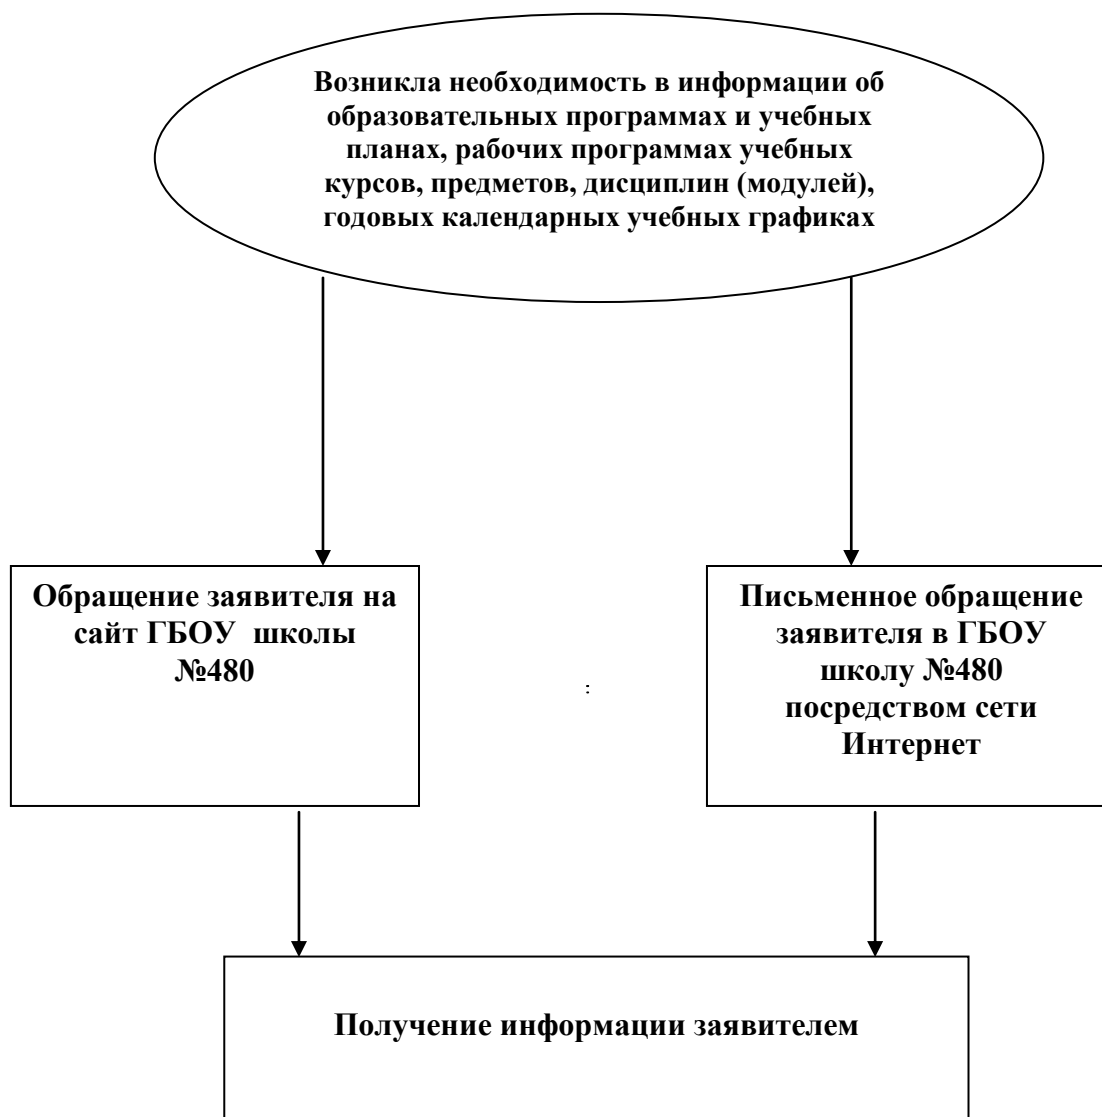 Возникла необходимость в информации об
образовательных программах и учебных
планах, рабочих программах учебных
курсов, предметов, дисциплин (модулей),
годовых календарных учебных графиках
Обращение заявителя на
сайт ГБОУ  школы
№480
Письменное обращение
заявителя в ГБОУ
школу №480
посредством сети
Интернет
:
Получение информации заявителем